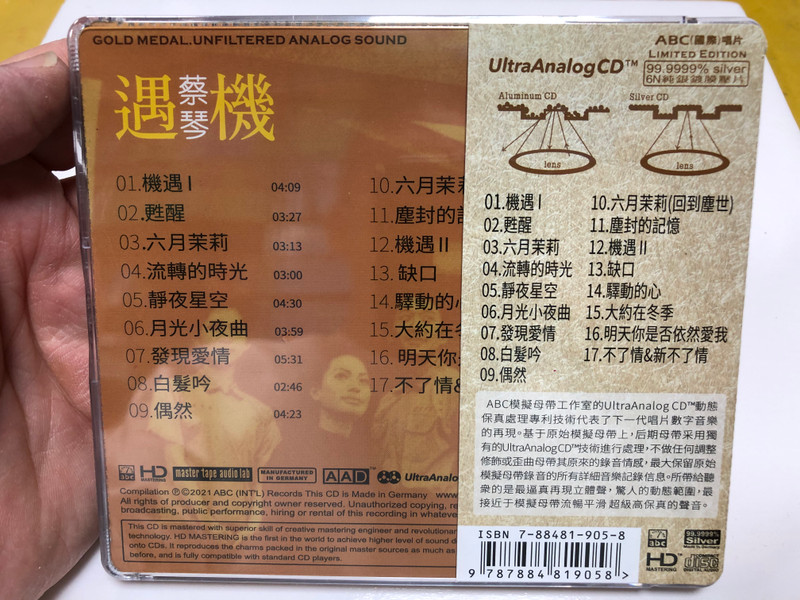 GOLD MEDAL.UNFILTERED ANALOG SOUND
遇蔡琴機
01.機遇I 04:09
02.甦醒 03:27
03.六月茉莉 03:13
04.流轉的時光 03:00
05.靜夜星空 04:30
06.月光小夜曲 03:59
07.發現愛情 05:31
08.白髮吟 02:46
09.偶然 04:23
10.六月茉莉
11.塵封的記
12.機遇II
13.缺口
14.驛動的心
15.大約在冬
16.明天你是
17.不了情&
abc HD MASTERING master tape audio lab MANUFACTURED IN GERMANY AAD UltraAnalog
Compilation ℗©2021 ABC (INT'L) Records This CD is Made in Germany www
All rights of producer and copyright owner reserved. Unauthorized copying, re
broadcasting, public performance, hiring or rental of this recording in whatever
This CD is mastered with superior skill of creative mastering engineer and revolution
technology. HD MASTERING is the first in the world to achieve higher level of sound
onto CDs. It reproduces the charms packed in the original master sources as much as
before, and is fully compatible with standard CD players.
ABC(國際)唱片
LIMITED EDITION
UltraAnalogCD™
99.9999% silver
6N純銀鍍膜壓片
Aluminum CD
Silver CD
lens
lens
01.機遇I
02.甦醒
03.六月茉莉
04.流轉的時光
05.靜夜星空
06.月光小夜曲
07.發現愛情
08.白髮吟
09.偶然
10.六月茉莉(回到塵世)
11.塵封的記憶
12.機遇II
13.缺口
14.驛動的心
15.大約在冬季
16.明天你是否依然愛我
17.不了情&新不了情
ABC模擬母帶工作室的UltraAnalog CD™動態
保真處理專利技術代表了下一代唱片數字音樂
的再現。基于原始模擬母帶上,后期母帶采用獨
有的UltraAnalogCD™技術進行處理,不做任何調整
修飾或歪曲母帶其原來的錄音情感,最大保留原始
模擬母帶錄音的所有詳細音樂記錄信息。所帶給聽
衆的是最逼真再現立體聲,驚人的動態範圍,最
接近于模擬母帶流暢平滑 超級高保真的聲音。
ISBN 7-88481-905-8
9 787884 819058 >
abc
99.9999%
Silver
Made in Germany
HD MASTERING
disc